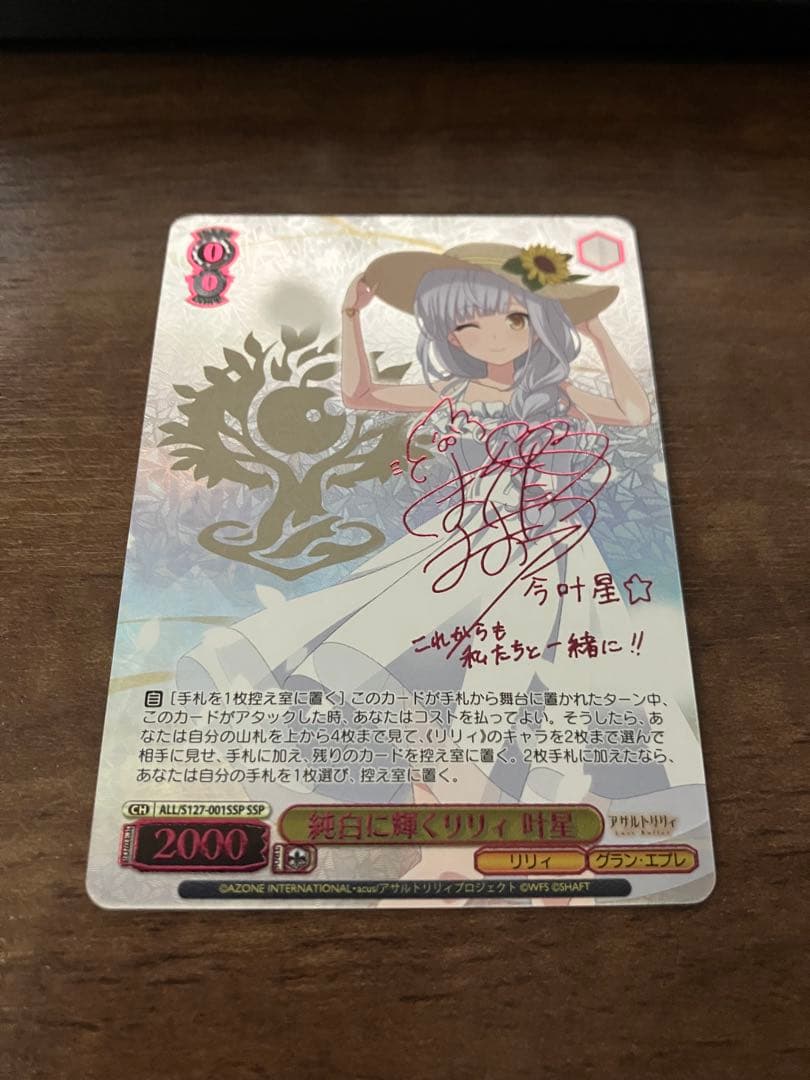 0
0
今叶星☆
これからも
私たちと一緒に!!
自 [手札を1枚控え室に置く] このカードが手札から舞台に置かれたターン中、
このカードがアタックした時、あなたはコストを払ってよい。そうしたら、あ
なたは自分の山札を上から4枚まで見て、《リリィ》のキャラを2枚まで選んで
相手に見せ、手札に加え、残りのカードを控え室に置く。2枚手札に加えたなら、
あなたは自分の手札を1枚選び、控え室に置く。
CH ALL/S127-001SSP SSP
2000
純白に輝くリリィ 叶星
アサルトリリィ
Last Bullet
リリィ
グラン・エプレ
©AZONE INTERNATIONAL・acus/アサルトリリィプロジェクト ©WFS ©SHAFT